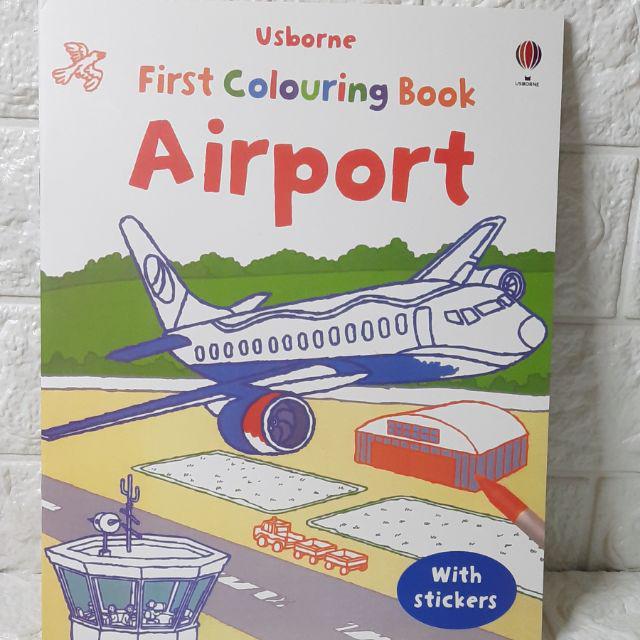 Usborne
USBORNE
First Colouring Book
Airport
With
stickers